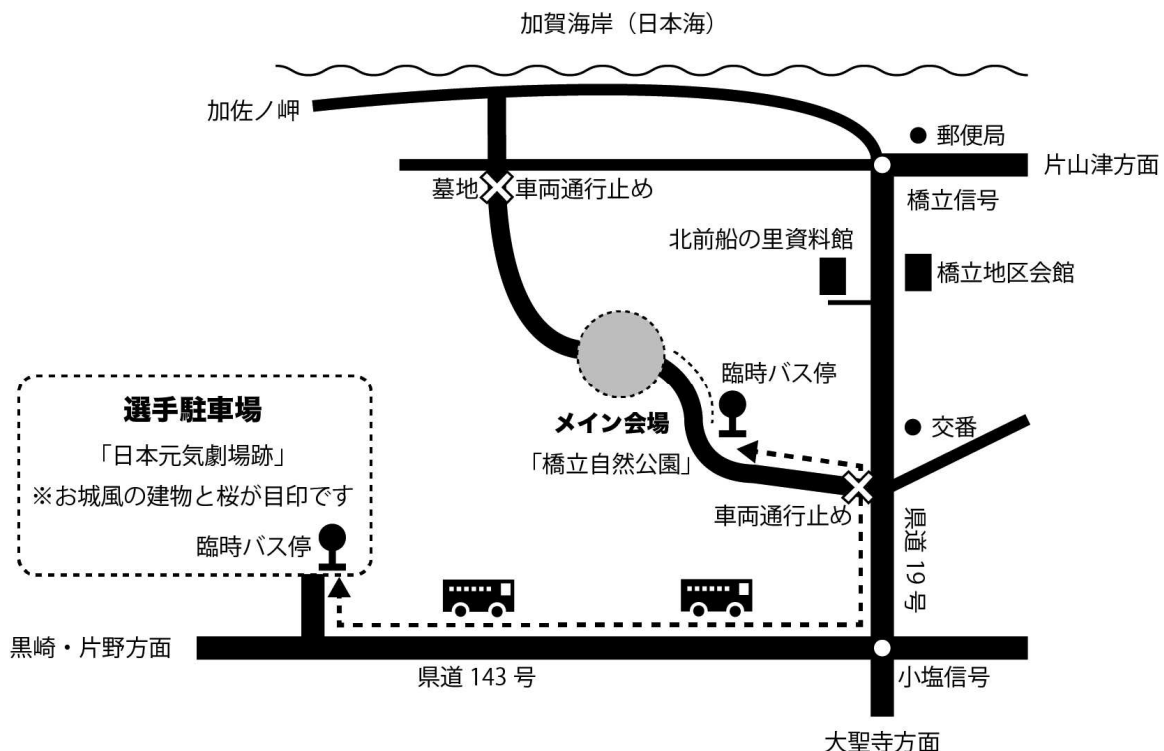 加賀海岸（日本海）
加佐ノ岬
郵便局
片山津方面
墓地
車両通行止め
橋立信号
北前船の里資料館
橋立地区会館
臨時バス停
選手駐車場
「日本元気劇場跡」
※お城風の建物と桜が目印です
臨時バス停
メイン会場
「橋立自然公園」
交番
車両通行止め
県道 19 号
黒崎・片野方面
県道 143 号
小塩信号
大聖寺方面